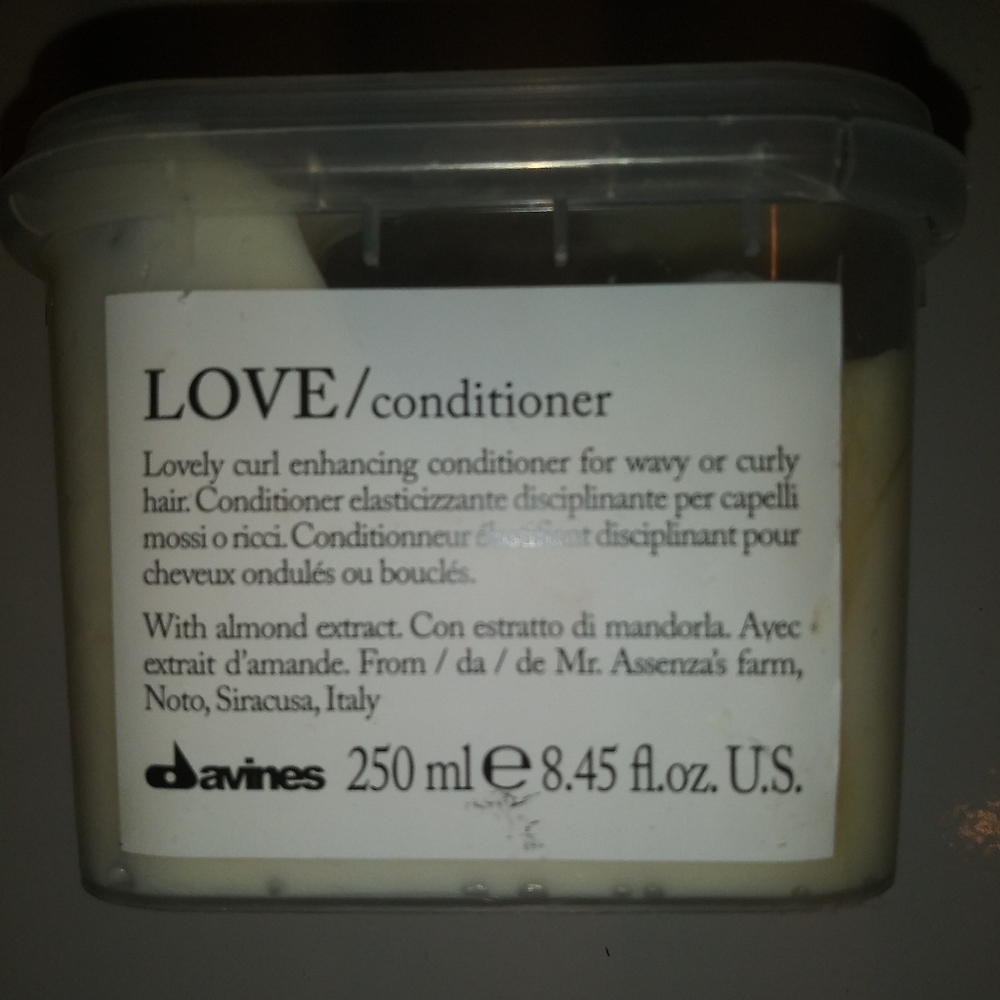 LOVE/conditioner
Lovely curl enhancing conditioner for wavy or curly
hair. Conditioner elasticizzante disciplinante per capelli
mossi o ricci. Conditionneur disciplinant pour
cheveux ondulés ou bouclés.
With almond extract. Con estratto di mandorla. Avec
extrait d'amande. From / da / de Mr. Assenza's farm,
Noto, Siracusa, Italy
davines 250 ml e 8.45 fl.oz. U.S.